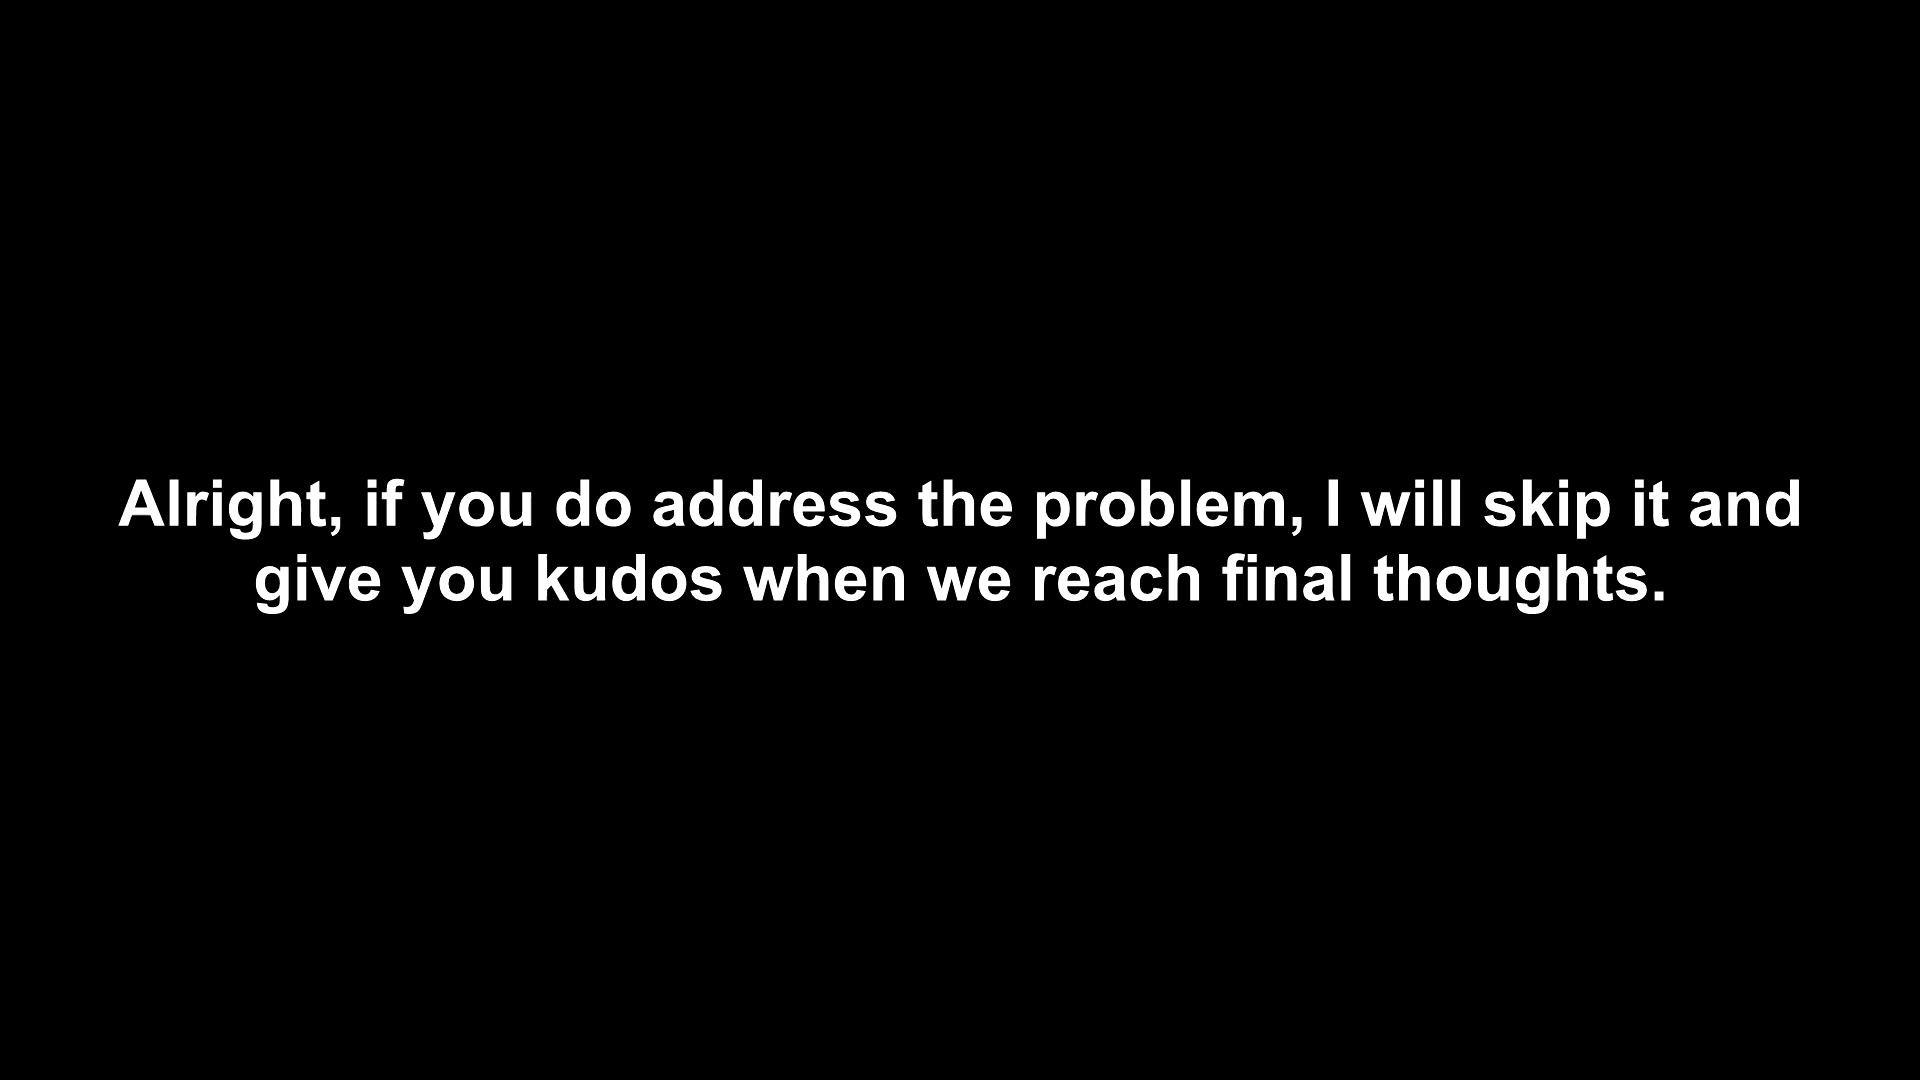 Alright, if you do address the problem, I will skip it and
give you kudos when we reach final thoughts.